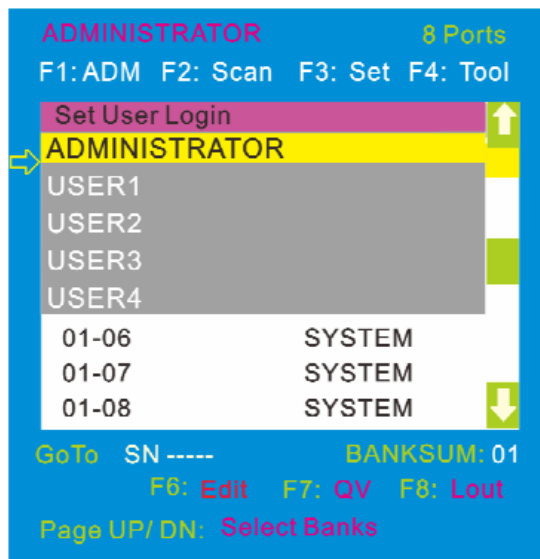 ADMINISTRATOR 8 Ports
F1: ADM F2: Scan F3: Set F4: Tool
Set User Login
ADMINISTRATOR
USER1
USER2
USER3
USER4
01-06 SYSTEM
01-07 SYSTEM
01-08 SYSTEM
GoTo SN ----- BANKSUM: 01
F6: Edit F7: QV F8: Lout
Page UP/ DN: Select Banks